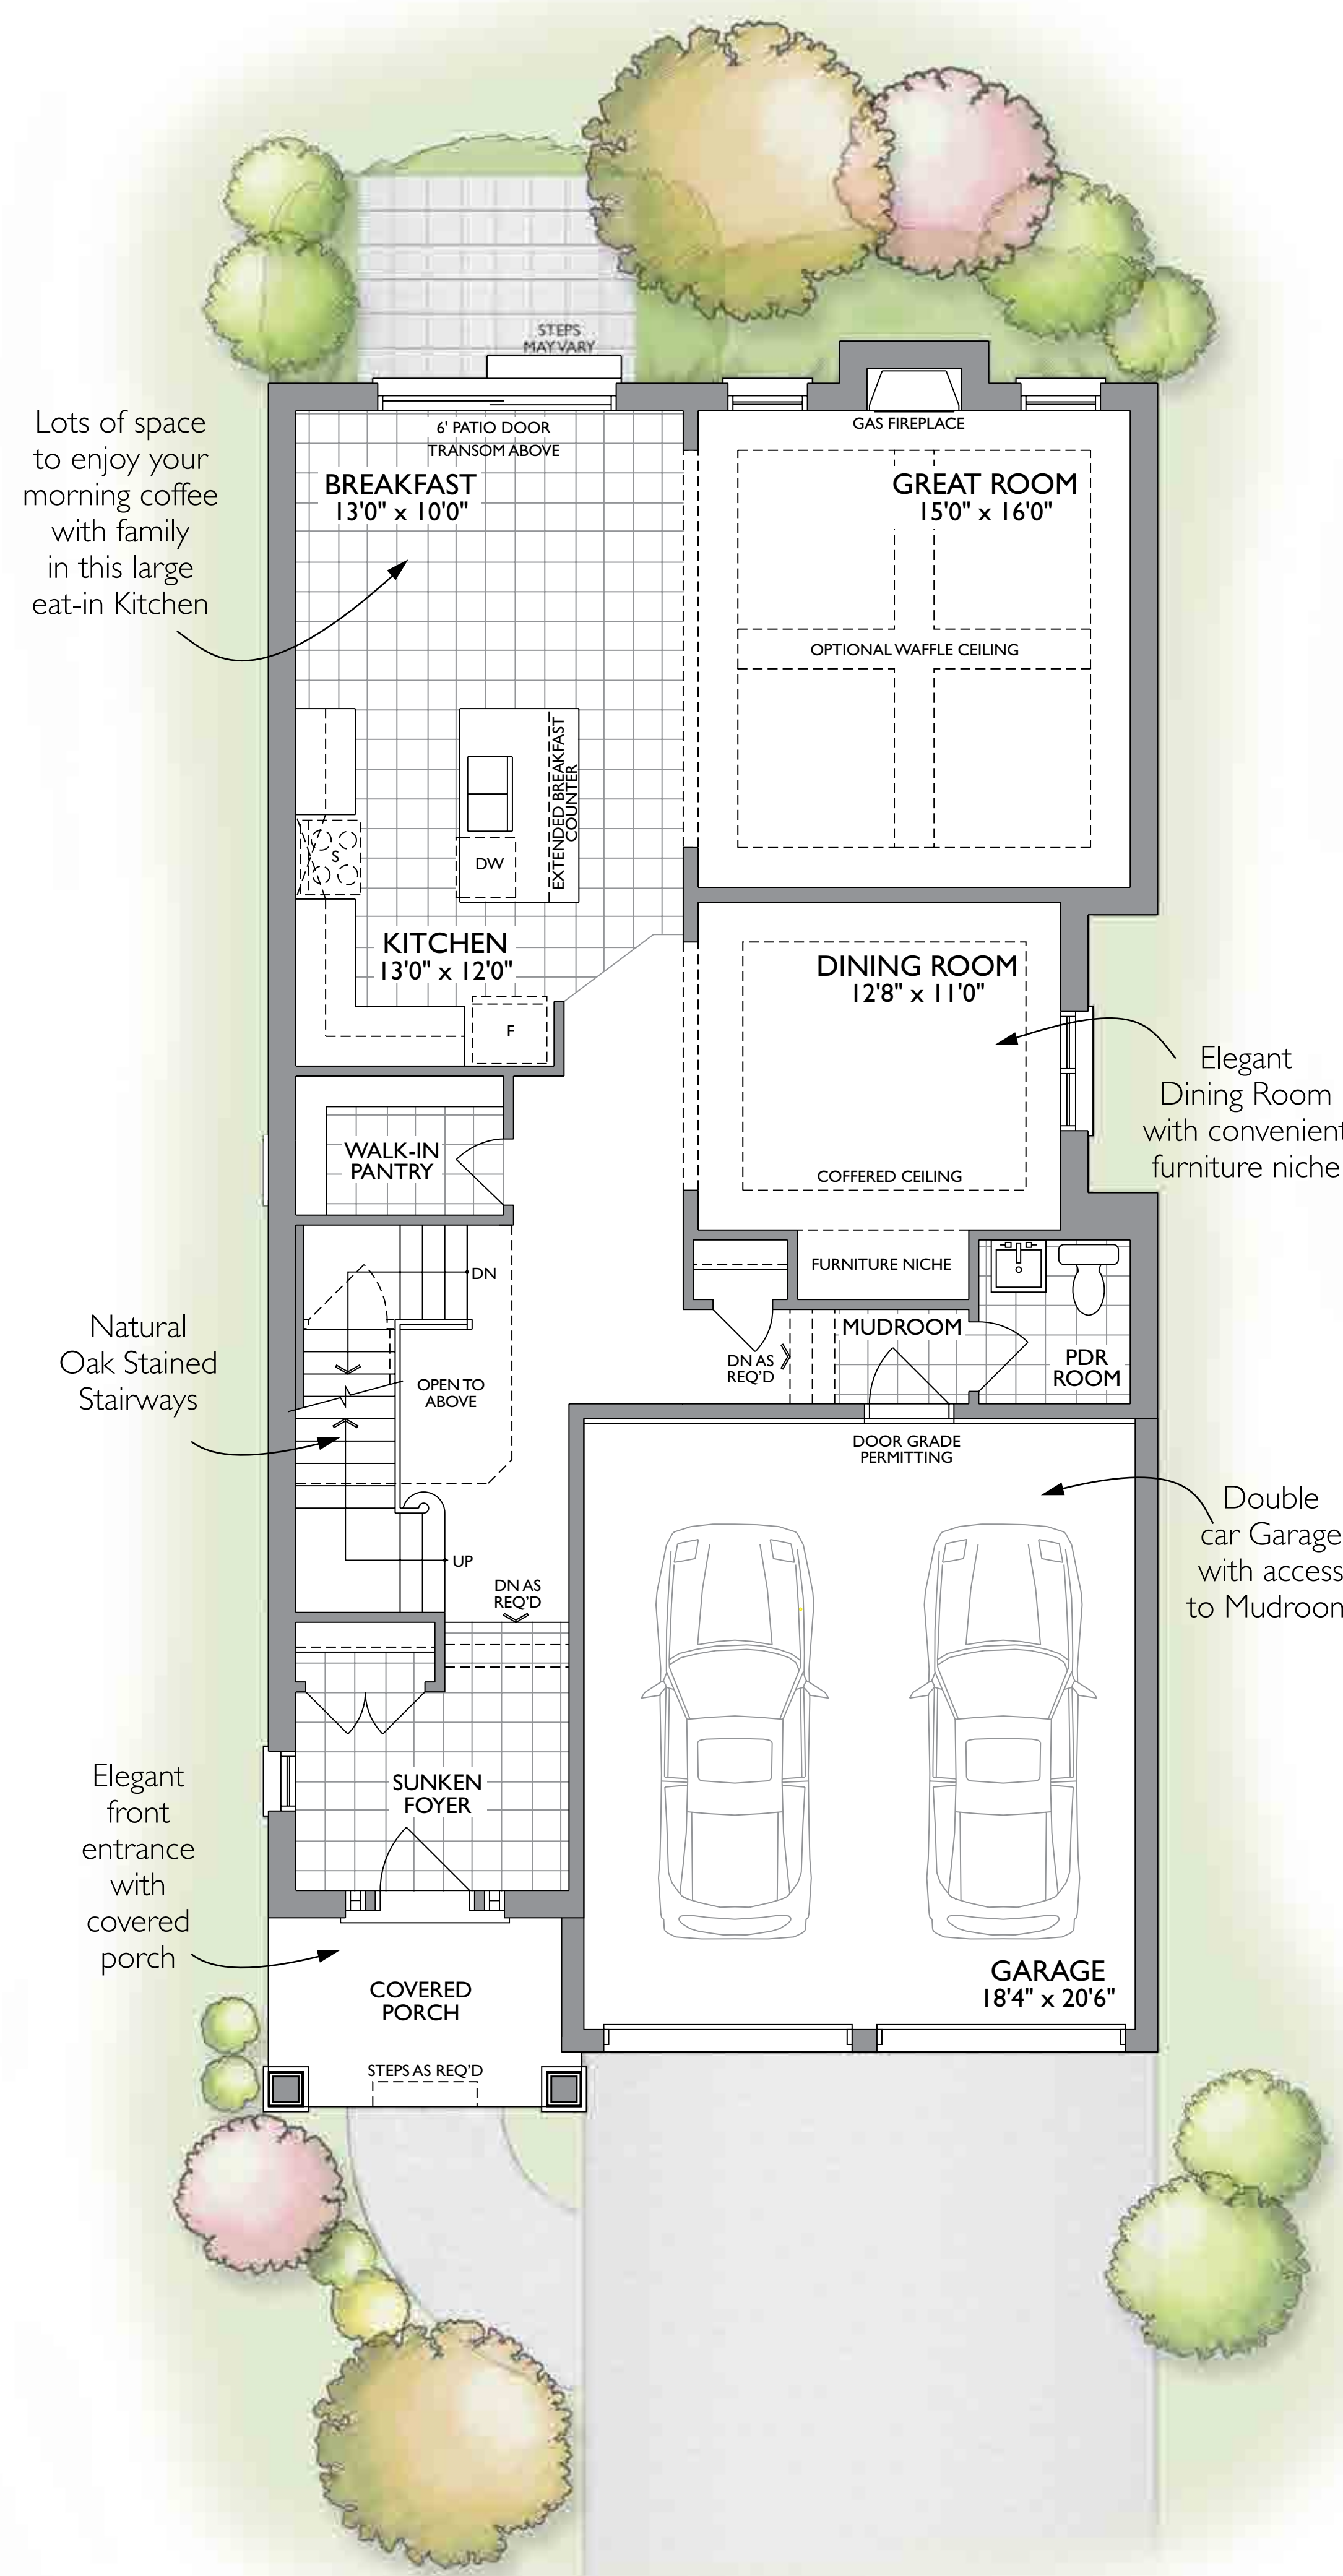 STEPS
MAY VARY
Lots of space
to enjoy your
morning coffee
with family
in this large
eat-in Kitchen
6' PATIO DOOR
TRANSOM ABOVE
BREAKFAST
13'0" x 10'0"
GAS FIREPLACE
GREAT ROOM
15'0" x 16'0"
OPTIONAL WAFFLE CEILING
EXTENDED BREAKFAST
COUNTER
S
DW
KITCHEN
13'0" x 12'0"
F
DINING ROOM
12'8" x 11'0"
COFFERED CEILING
Elegant
Dining Room
with convenient
furniture niche
WALK-IN
PANTRY
FURNITURE NICHE
DN
Natural
Oak Stained
Stairways
OPEN TO
ABOVE
MUDROOM
DN AS
REQ'D
PDR
ROOM
DOOR GRADE
PERMITTING
Double
car Garage
with access
to Mudroom
UP
DN AS
REQ'D
SUNKEN
FOYER
Elegant
front
entrance
with
covered
porch
COVERED
PORCH
STEPS AS REQ'D
GARAGE
18'4" x 20'6"